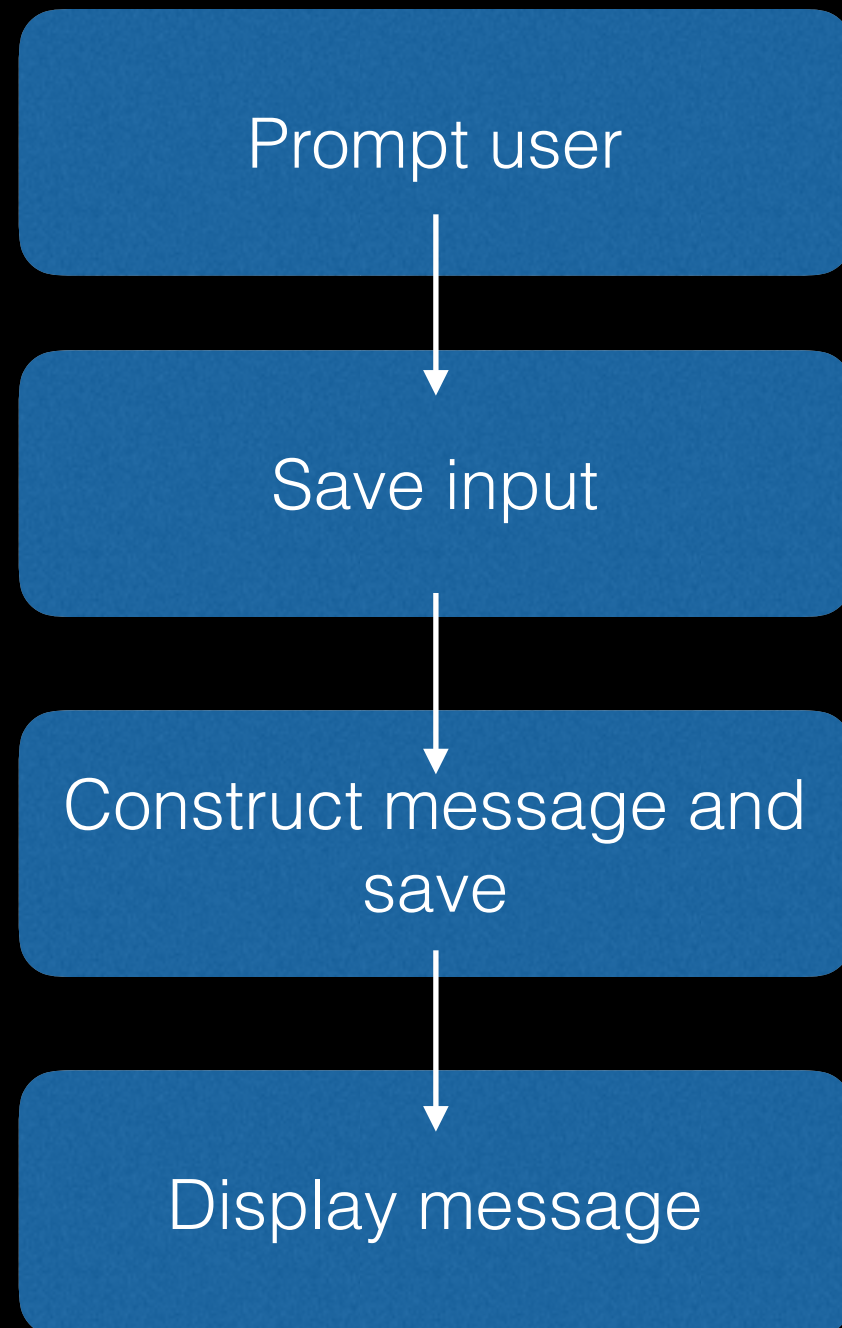 Prompt user
Save input
Construct message and
save
Display message